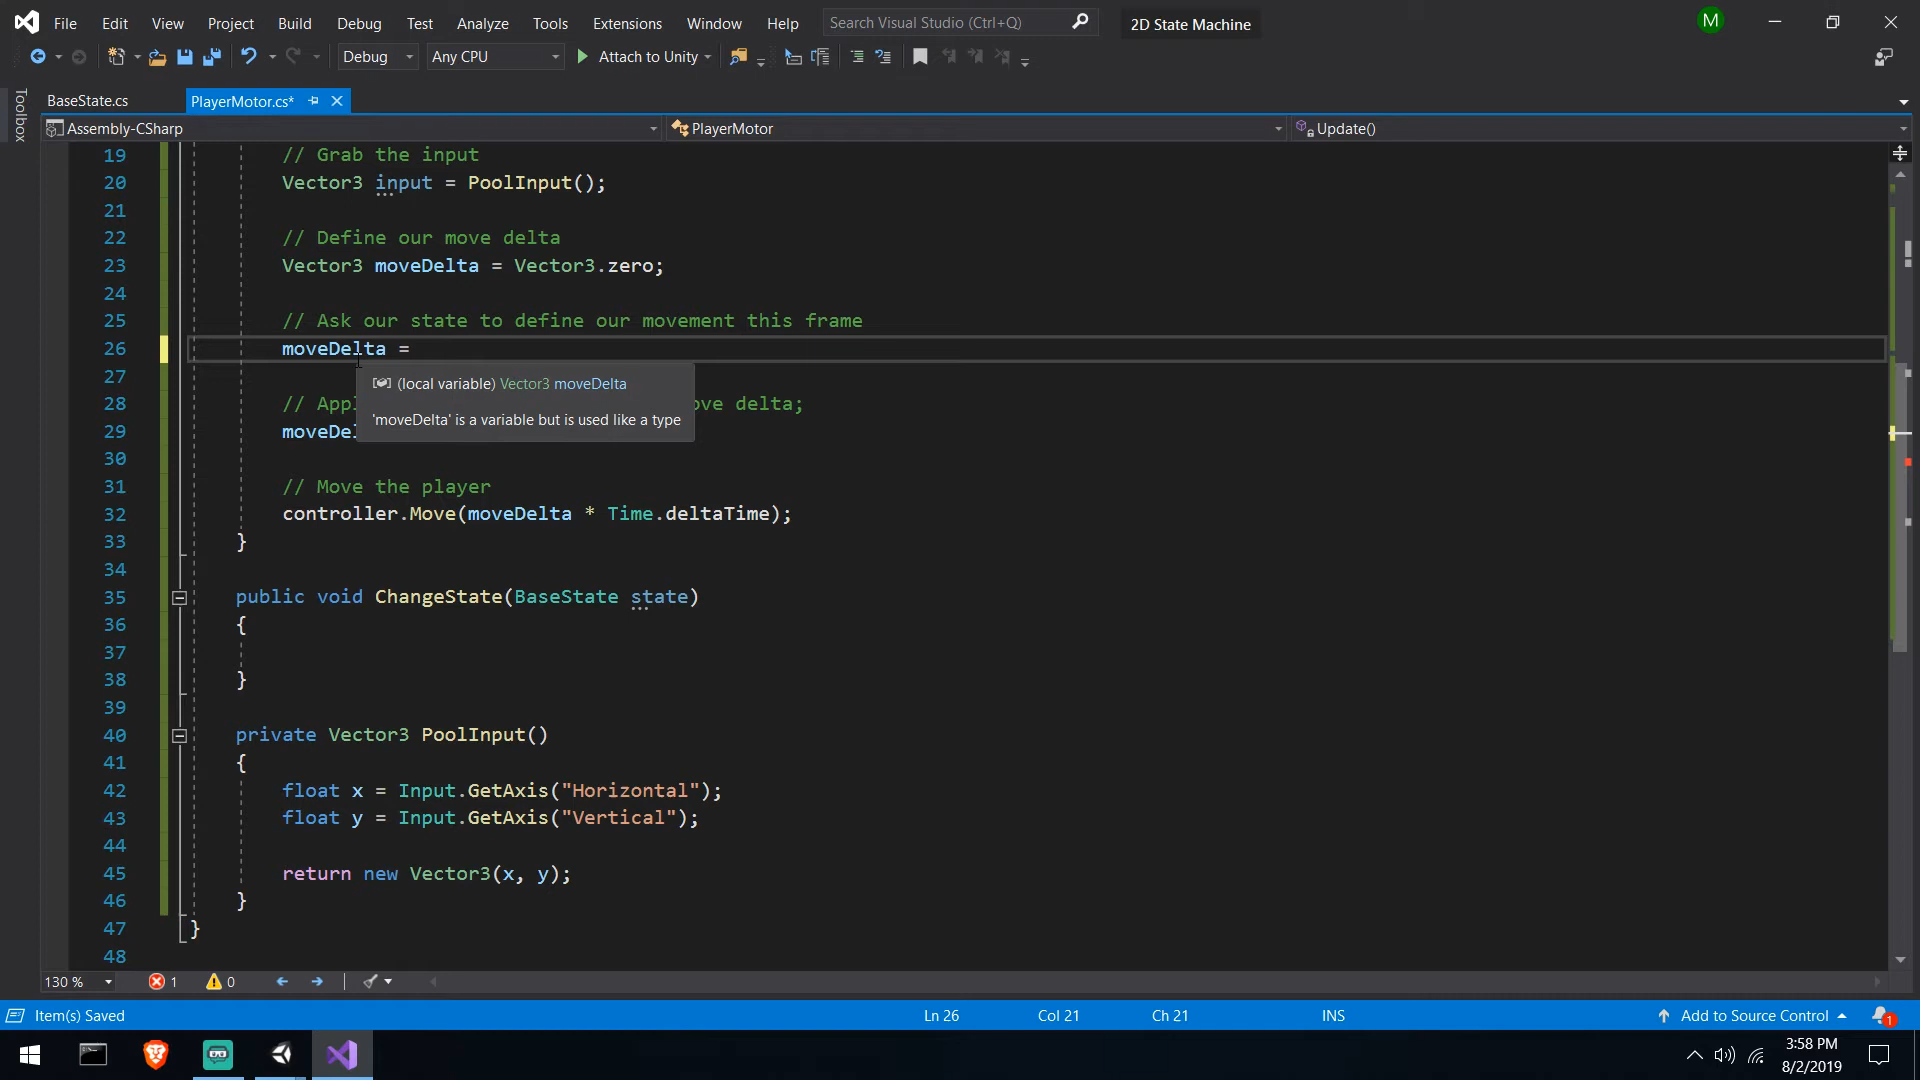 File Edit View Project Build Debug Test Analyze Tools Extensions Window Help Search Visual Studio (Ctrl+Q) 2D State Machine M
Debug Any CPU Attach to Unity
Toolbox
BaseState.cs PlayerMotor.cs*
Assembly-CSharp PlayerMotor Update()
19 // Grab the input
20 Vector3 input = PoolInput();
21
22 // Define our move delta
23 Vector3 moveDelta = Vector3.zero;
24
25 // Ask our state to define our movement this frame
26 moveDelta =
27
(local variable) Vector3 moveDelta
28 // Appl ove delta;
'moveDelta' is a variable but is used like a type
29 moveDel
30
31 // Move the player
32 controller.Move(moveDelta * Time.deltaTime);
33 }
34
35 public void ChangeState(BaseState state)
36 {
37
38 }
39
40 private Vector3 PoolInput()
41 {
42 float x = Input.GetAxis("Horizontal");
43 float y = Input.GetAxis("Vertical");
44
45 return new Vector3(x, y);
46 }
47 }
48
130 % 1 0
Item(s) Saved Ln 26 Col 21 Ch 21 INS Add to Source Control 1
3:58 PM
8/2/2019